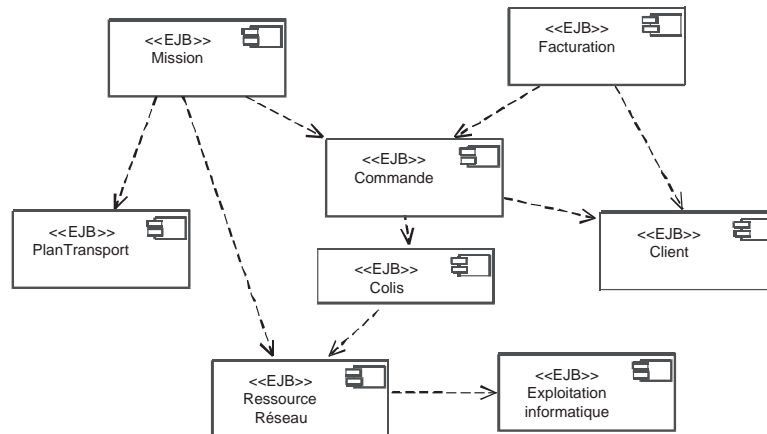 <<EJB>>
Mission
<<EJB>>
Facturation
<<EJB>>
Commande
<<EJB>>
PlanTransport
<<EJB>>
Client
<<EJB>>
Colis
<<EJB>>
Ressource
Réseau
<<EJB>>
Exploitation
informatique